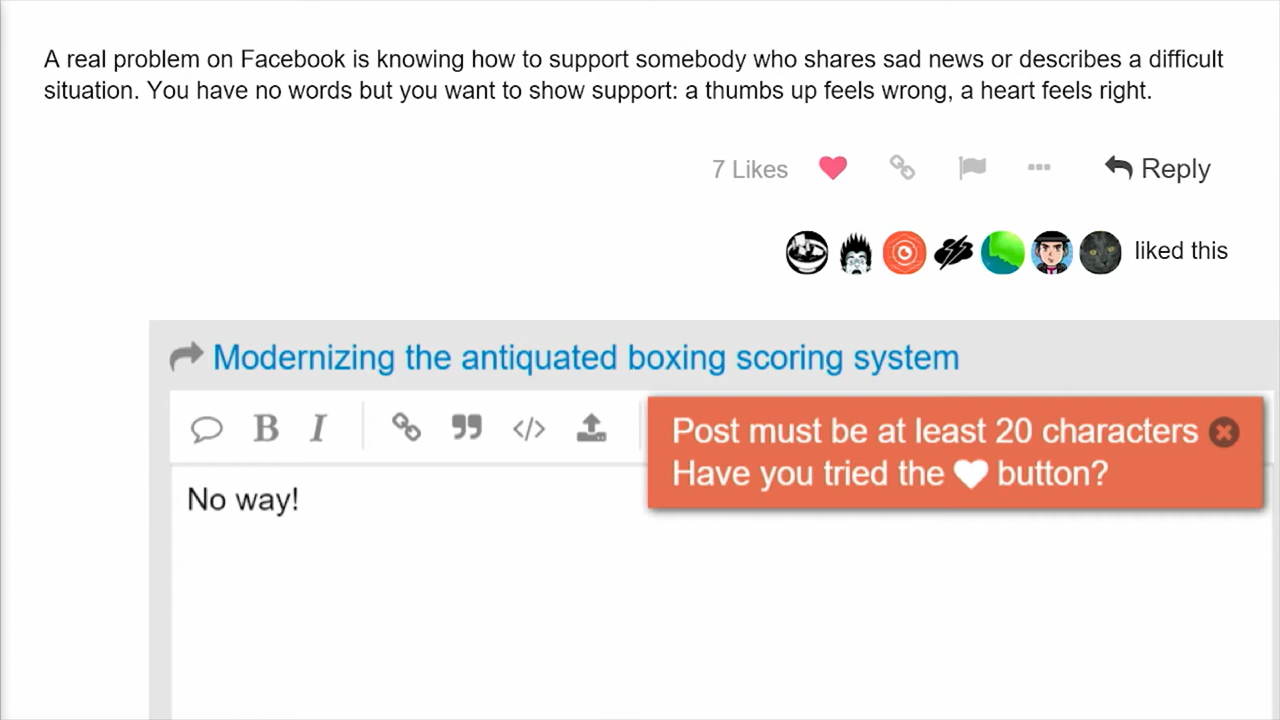 A real problem on Facebook is knowing how to support somebody who shares sad news or describes a difficult
situation. You have no words but you want to show support: a thumbs up feels wrong, a heart feels right.
7 Likes Reply
liked this
Modernizing the antiquated boxing scoring system
B I
Post must be at least 20 characters
Have you tried the ♥ button?
No way!